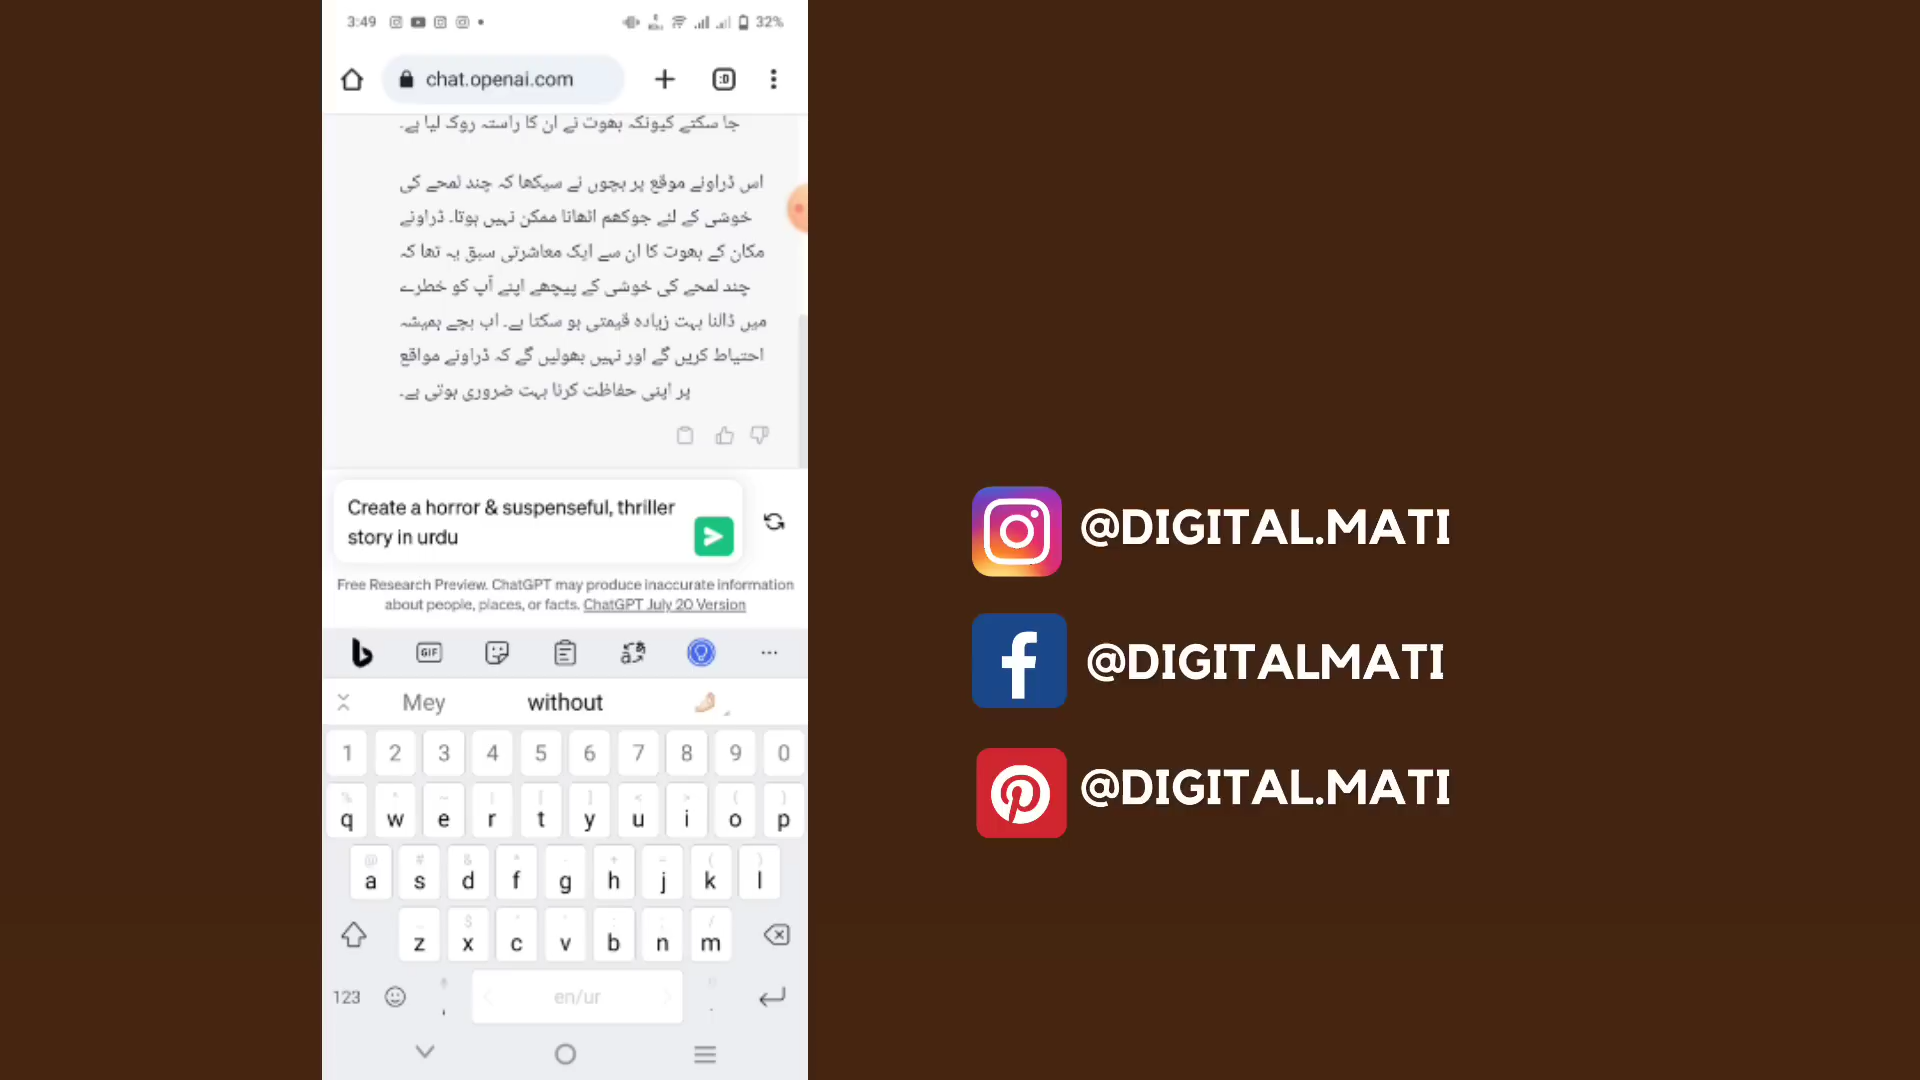 3:49
32%
chat.openai.com
:D
جا سکتے کیونکہ بھوت نے ان کا راستہ روک لیا ہے۔
اس ڈراونے موقع پر بچوں نے سیکھا کہ چند لمحے کی
خوشی کے لئے جوکھم اٹھانا ممکن نہیں ہوتا۔ ڈراونے
مکان کے بھوت کا ان سے ایک معاشرتی سبق یہ تھا کہ
چند لمحے کی خوشی کے پیچھے اپنے آپ کو خطرے
میں ڈالنا بہت زیادہ قیمتی ہو سکتا ہے۔ اب بچے ہمیشہ
احتیاط کریں گے اور نہیں بھولیں گے کہ ڈراونے مواقع
پر اپنی حفاظت کرنا بہت ضروری ہوتی ہے۔
Create a horror & suspenseful, thriller
story in urdu
Free Research Preview. ChatGPT may produce inaccurate information
about people, places, or facts. ChatGPT July 20 Version
GIF
Mey without
1 2 3 4 5 6 7 8 9 0
q w e r t y u i o p
a s d f g h j k l
z x c v b n m
123 en/ur
@DIGITAL.MATI
@DIGITALMATI
@DIGITAL.MATI